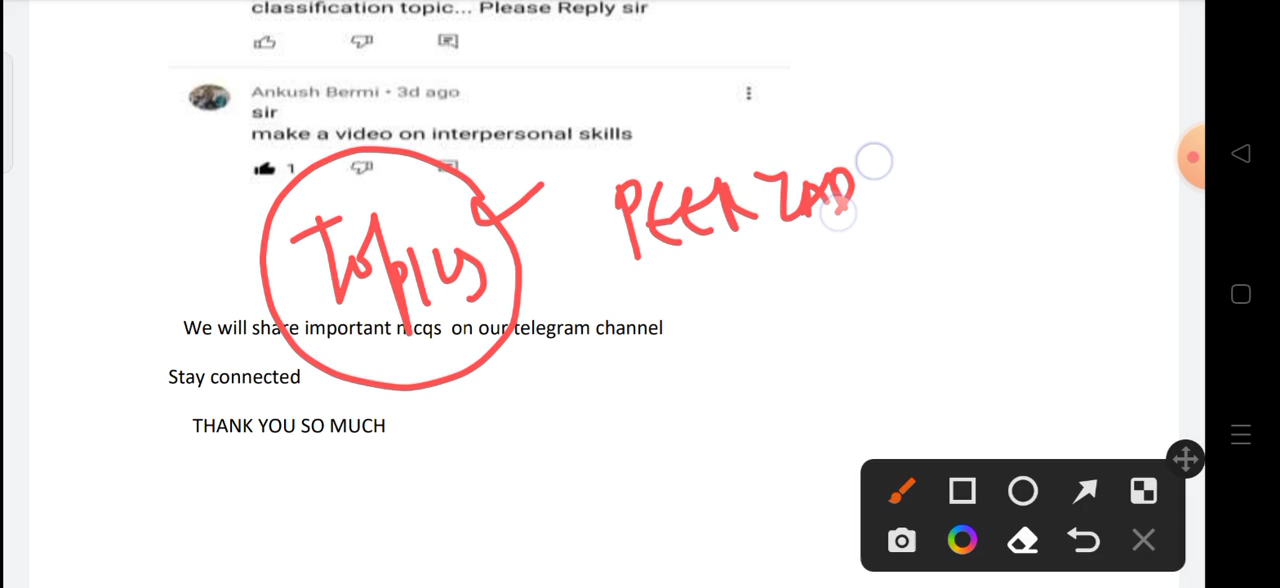 classification topic... Please Reply sir
Ankush Bermi • 3d ago
sir
make a video on interpersonal skills
1
Topics
PEERZAD
We will share important mcqs on our telegram channel
Stay connected
THANK YOU SO MUCH